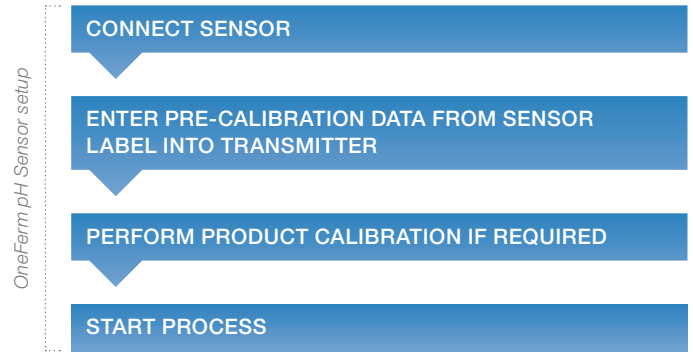 OneFerm pH Sensor setup
CONNECT SENSOR
ENTER PRE-CALIBRATION DATA FROM SENSOR
LABEL INTO TRANSMITTER
PERFORM PRODUCT CALIBRATION IF REQUIRED
START PROCESS